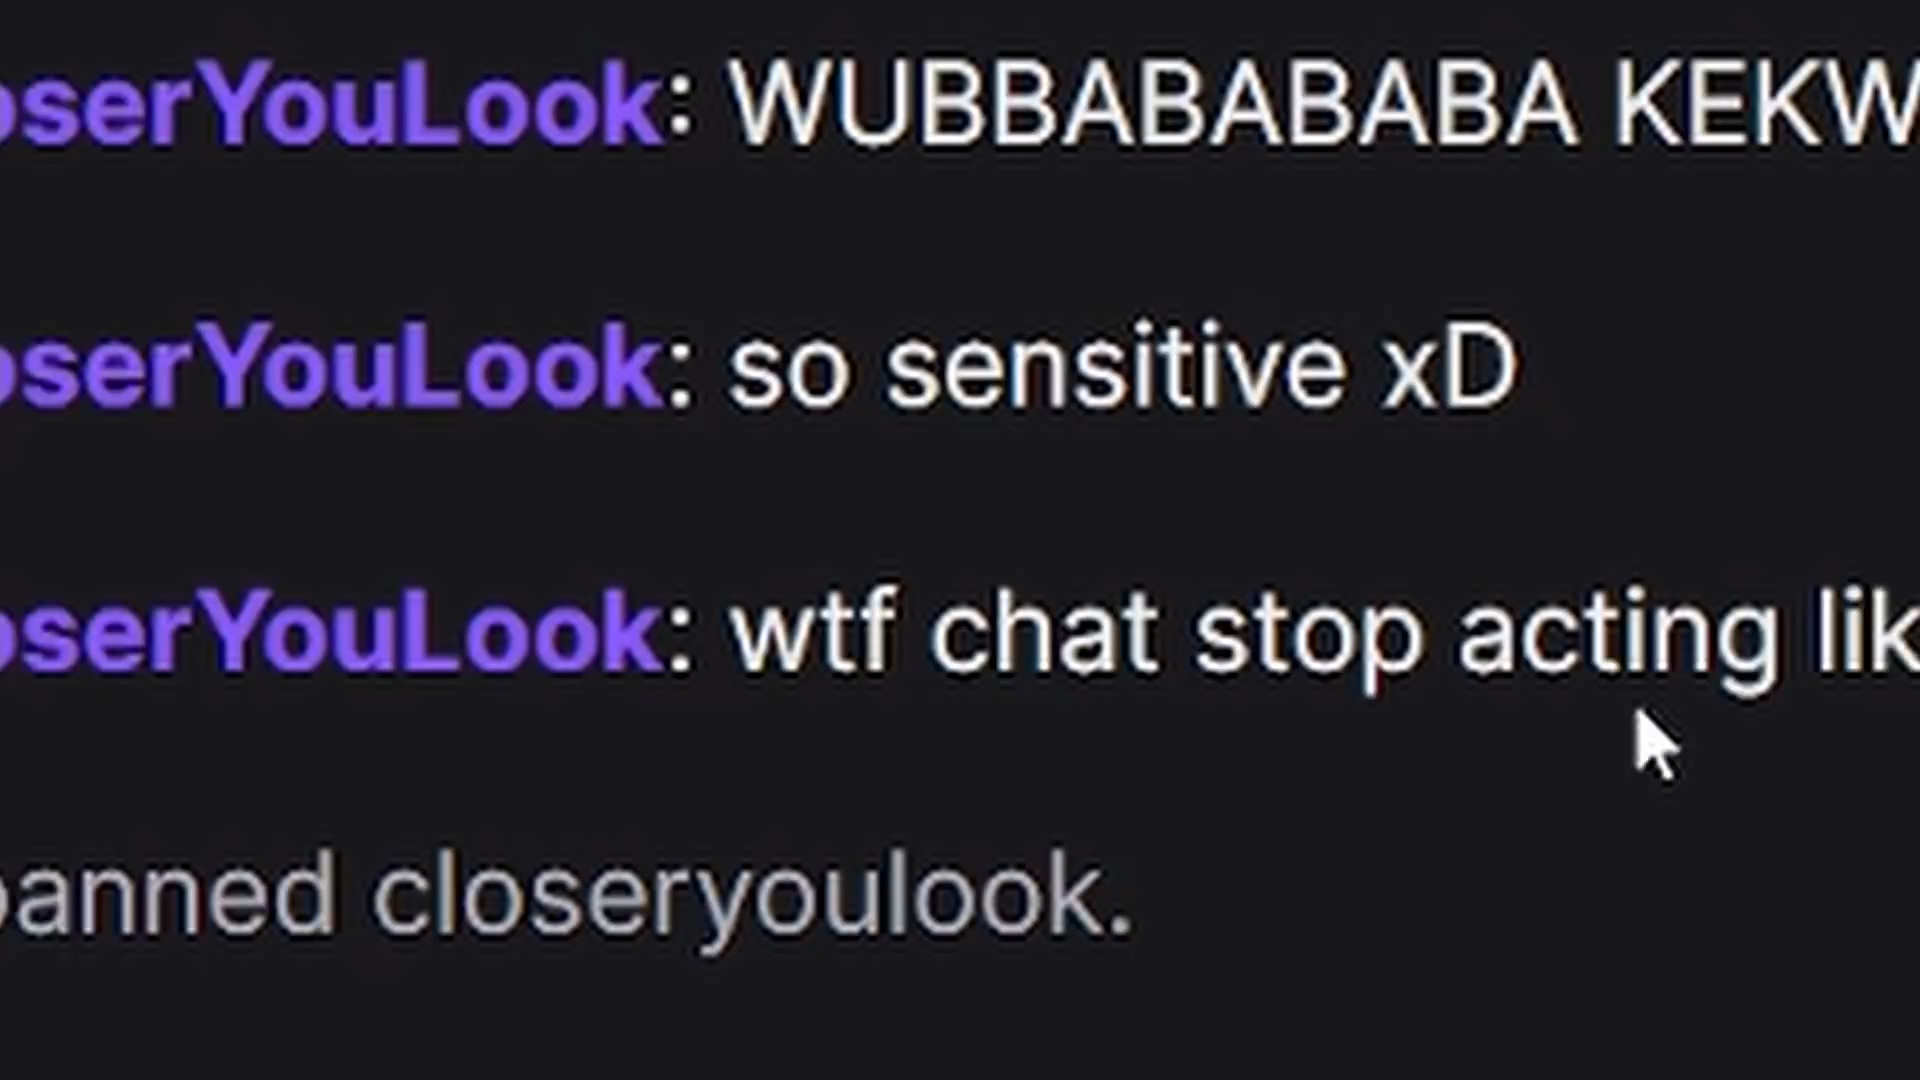 oserYouLook: WUBBABABABA KEKW
oserYouLook: so sensitive xD
oserYouLook: wtf chat stop acting lik
banned closeryoulook.